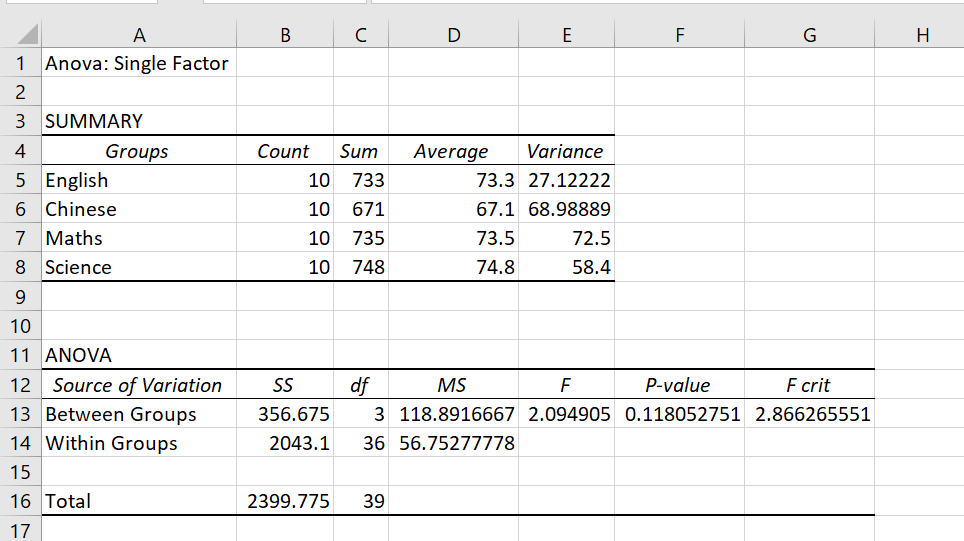 A B C D E F G H
1 Anova: Single Factor
2
3 SUMMARY
4 Groups Count Sum Average Variance
5 English 10 733 73.3 27.12222
6 Chinese 10 671 67.1 68.98889
7 Maths 10 735 73.5 72.5
8 Science 10 748 74.8 58.4
9
10
11 ANOVA
12 Source of Variation SS df MS F P-value F crit
13 Between Groups 356.675 3 118.8916667 2.094905 0.118052751 2.866265551
14 Within Groups 2043.1 36 56.75277778
15
16 Total 2399.775 39
17